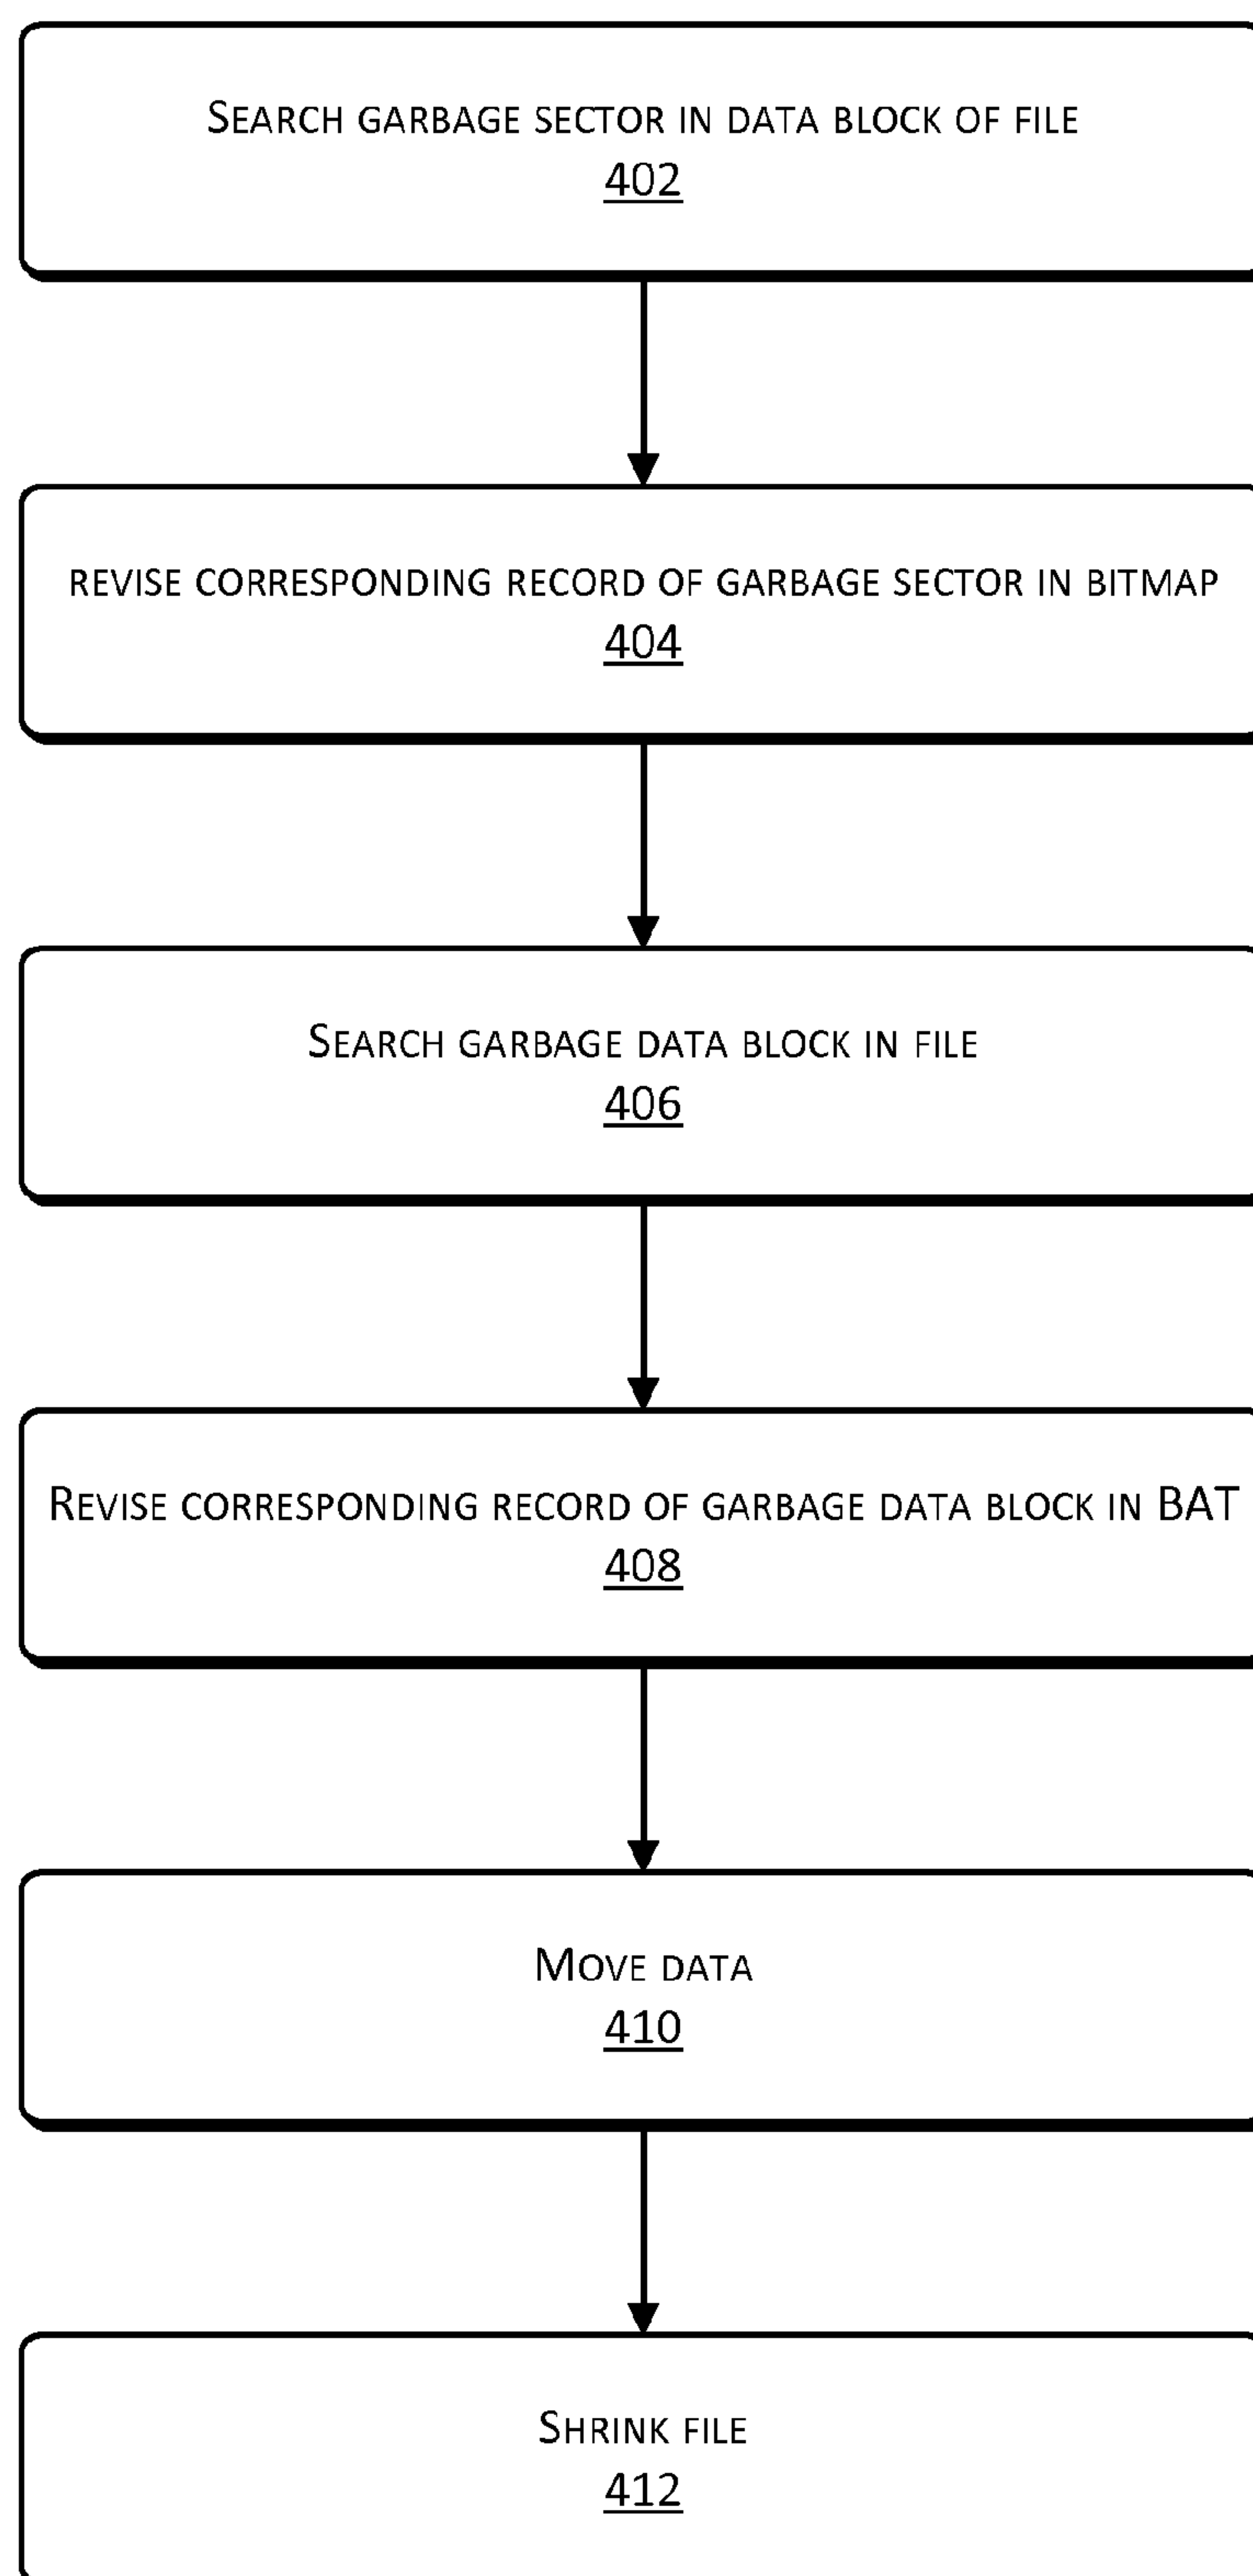 SEARCH GARBAGE SECTOR IN DATA BLOCK OF FILE
402
REVISE CORRESPONDING RECORD OF GARBAGE SECTOR IN BITMAP
404
SEARCH GARBAGE DATA BLOCK IN FILE
406
REVISE CORRESPONDING RECORD OF GARBAGE DATA BLOCK IN BAT
408
MOVE DATA
410
SHRINK FILE
412